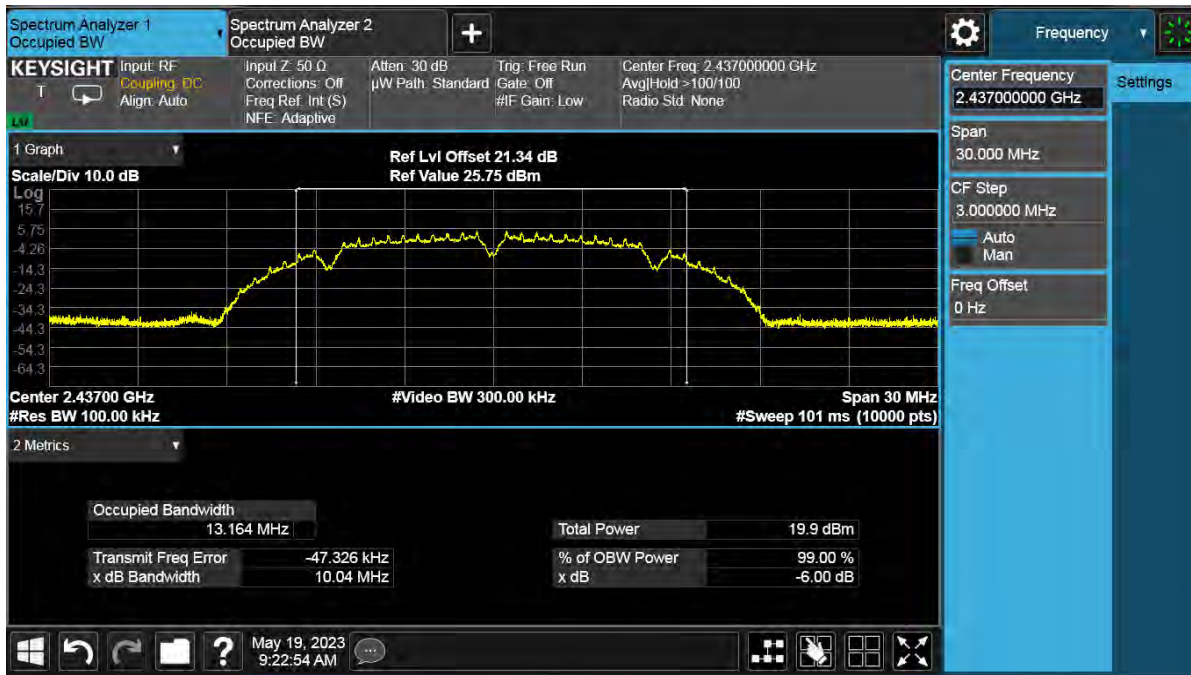 Spectrum Analyzer 1
Occupied BW
Spectrum Analyzer 2
Occupied BW
Frequency
KEYSIGHT
T
Input: RF
Coupling: DC
Align: Auto
Input Z: 50 Ω
Corrections: Off
Freq Ref: Int (S)
NFE: Adaptive
Atten: 30 dB
µW Path: Standard
Trig: Free Run
Gate: Off
#IF Gain: Low
Center Freq: 2.437000000 GHz
Avg|Hold >100/100
Radio Std: None
Center Frequency
2.437000000 GHz
Settings
Span
30.000 MHz
CF Step
3.000000 MHz
Auto
Man
Freq Offset
0 Hz
1 Graph
Scale/Div 10.0 dB
Ref Lvl Offset 21.34 dB
Ref Value 25.75 dBm
Log
15.7
5.75
-4.26
-14.3
-24.3
-34.3
-44.3
-54.3
-64.3
Center 2.43700 GHz
#Res BW 100.00 kHz
#Video BW 300.00 kHz
Span 30 MHz
#Sweep 101 ms (10000 pts)
2 Metrics
Occupied Bandwidth
13.164 MHz
Transmit Freq Error -47.326 kHz
x dB Bandwidth 10.04 MHz
Total Power 19.9 dBm
% of OBW Power 99.00 %
x dB -6.00 dB
May 19, 2023
9:22:54 AM